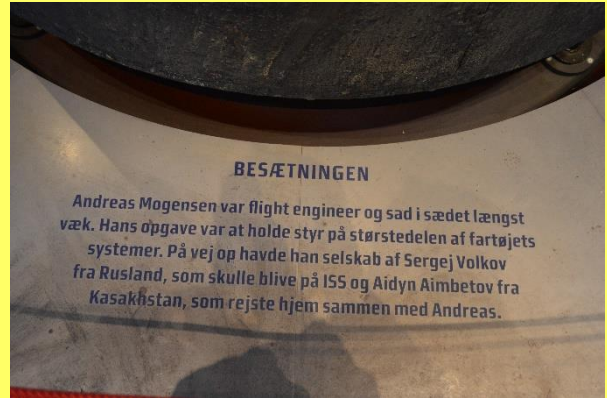 BESÆTNINGEN
Andreas Mogensen var flight engineer og sad i sædet længst
væk. Hans opgave var at holde styr på størstedelen af fartøjets
systemer. På vej op havde han selskab af Sergej Volkov
fra Rusland, som skulle blive på ISS og Aidyn Aimbetov fra
Kasakhstan, som rejste hjem sammen med Andreas.